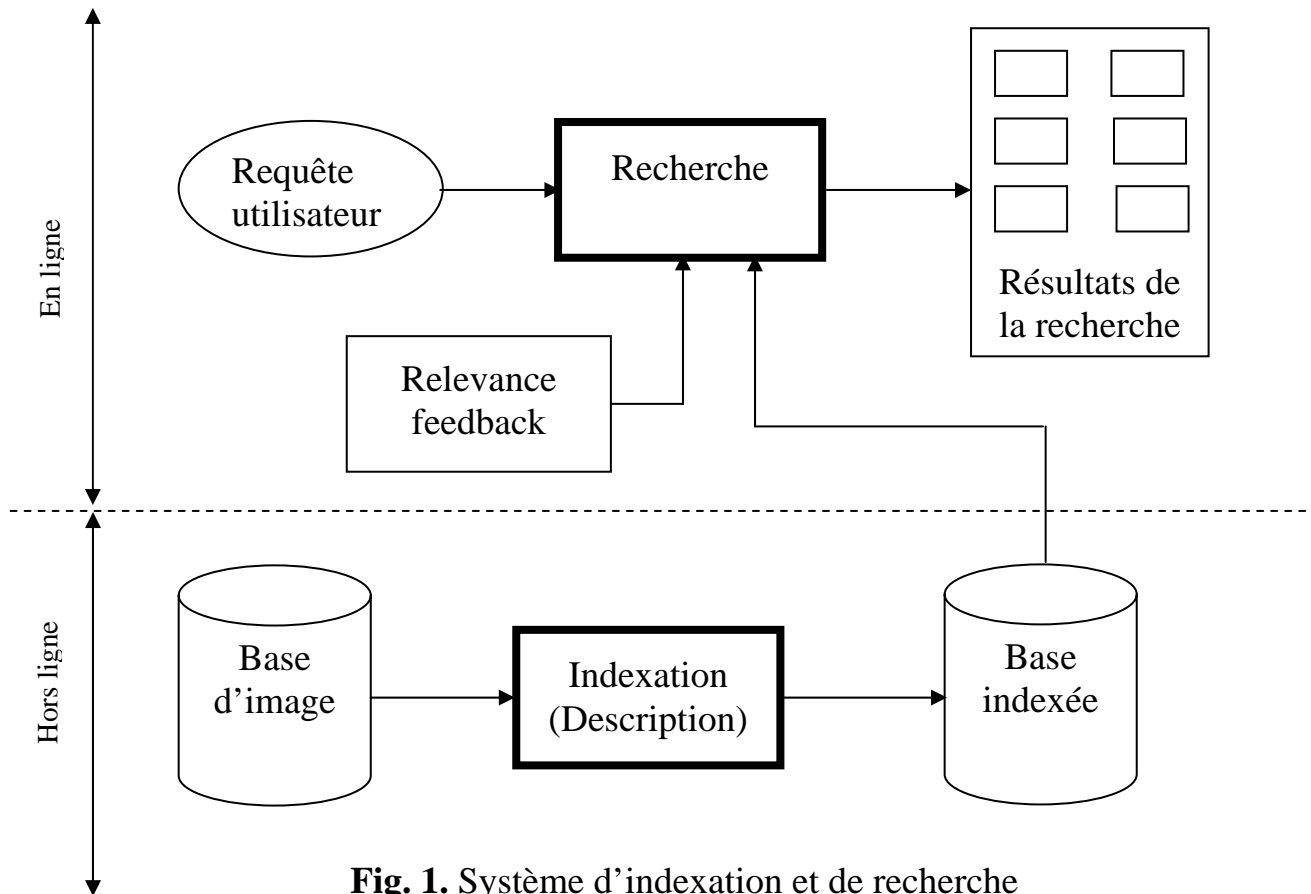 En ligne
Requête
utilisateur
Recherche
Résultats de
la recherche
Relevance
feedback
Hors ligne
Base
d’image
Indexation
(Description)
Base
indexée
Fig. 1. Système d’indexation et de recherche